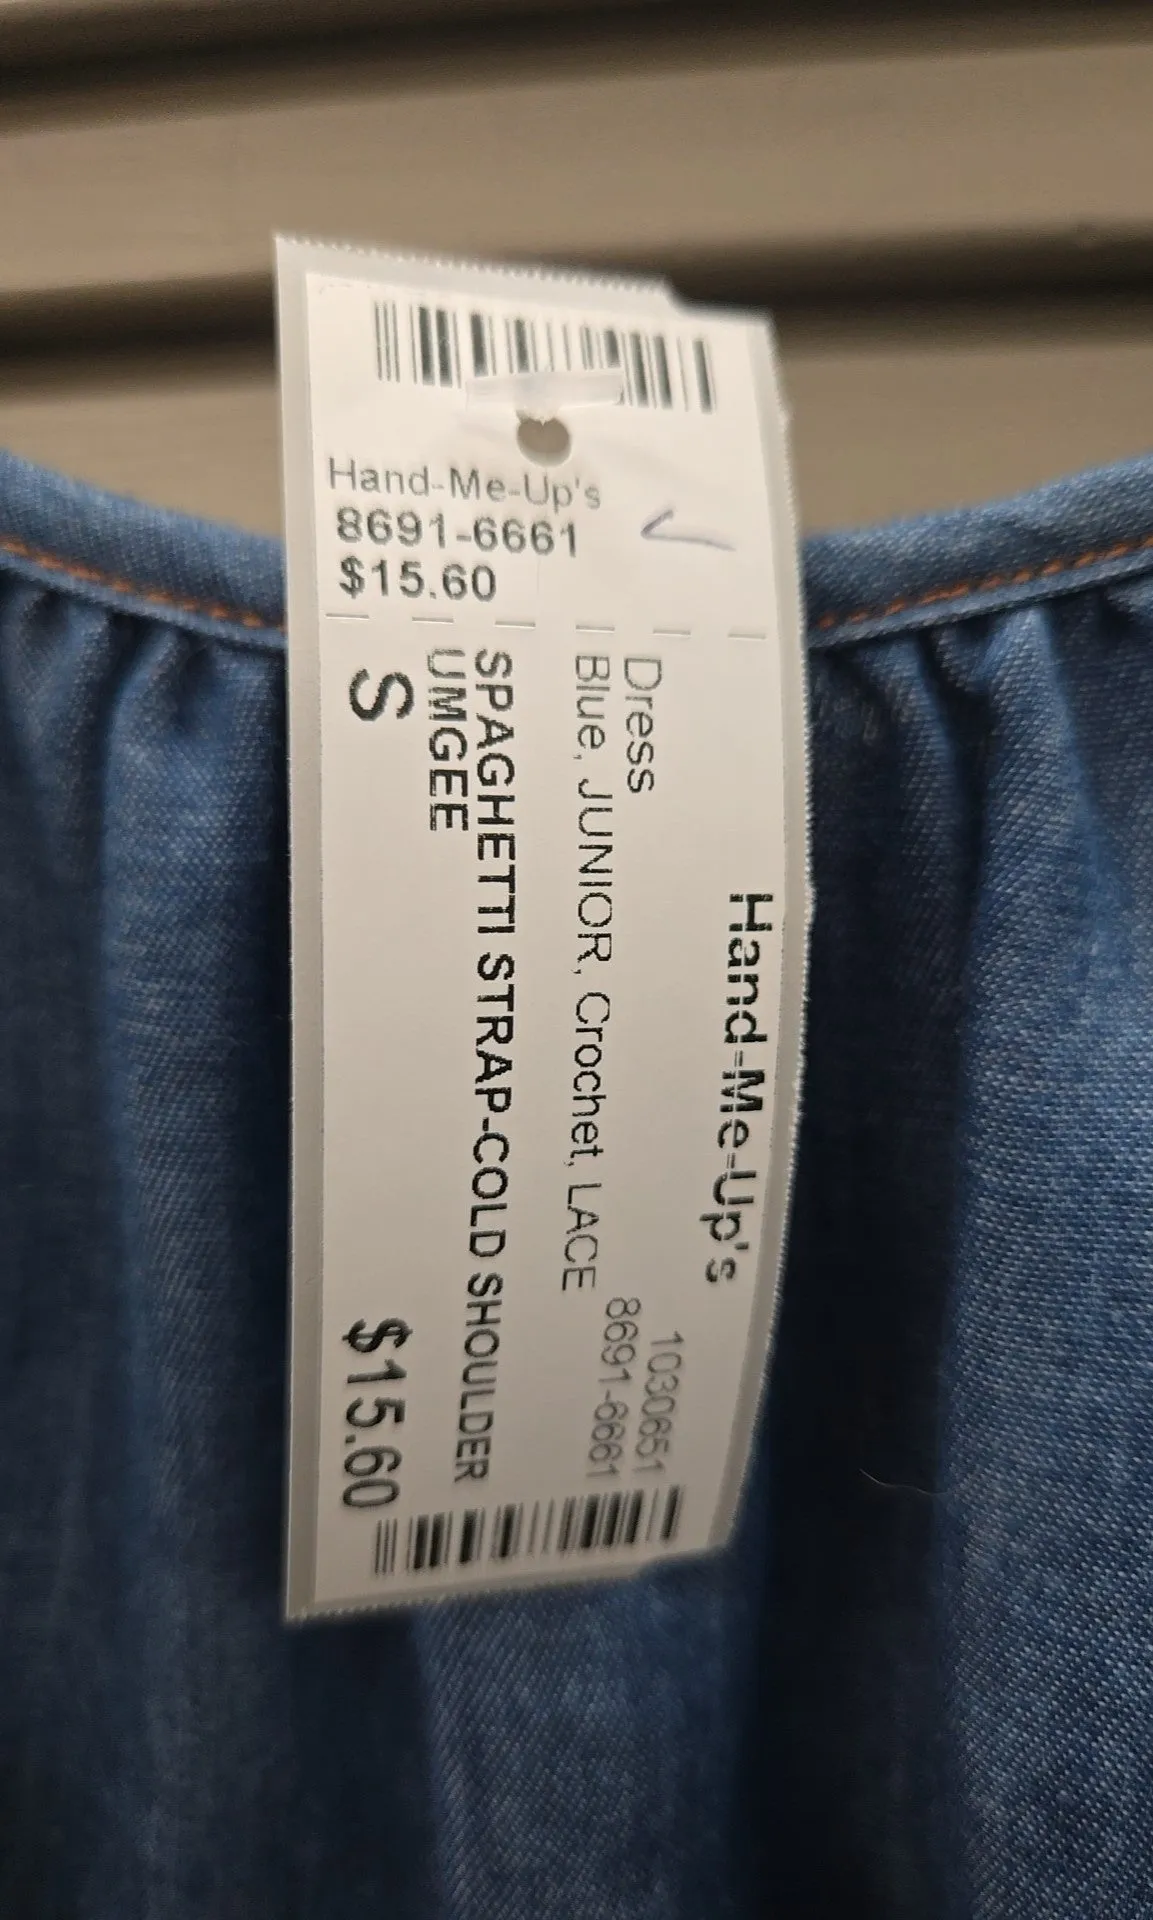 Hand-Me-Up's
8691-6661
$15.60
Hand-Me-Up's
1030651
Dress
8691-6661
Blue, JUNIOR, Crochet, LACE
SPAGHETTI STRAP-COLD SHOULDER
UMGEE
S
$15.60